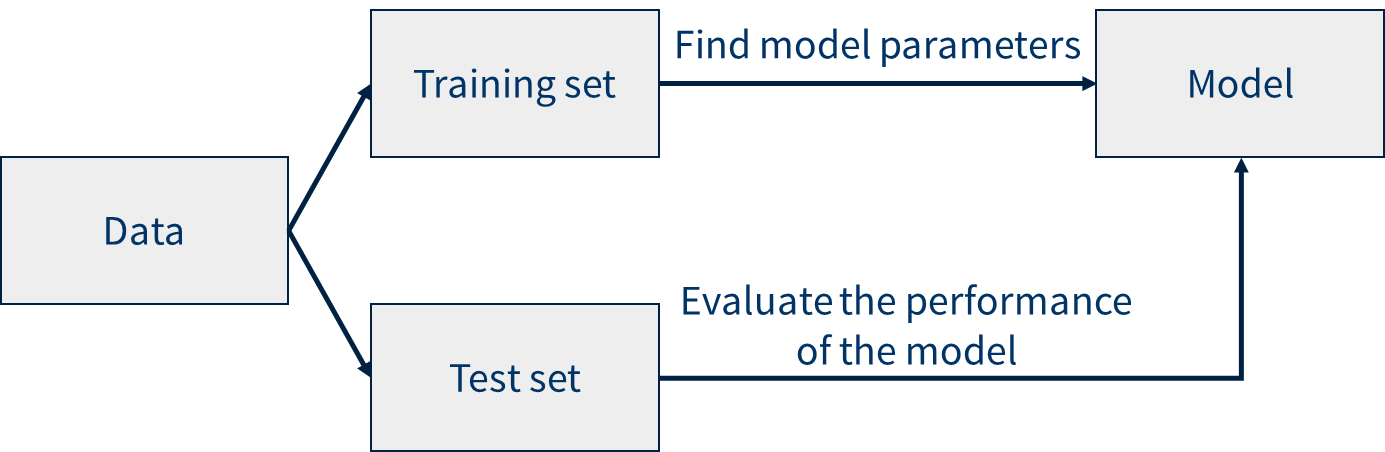 Training set
Find model parameters
Model
Data
Test set
Evaluate the performance
of the model